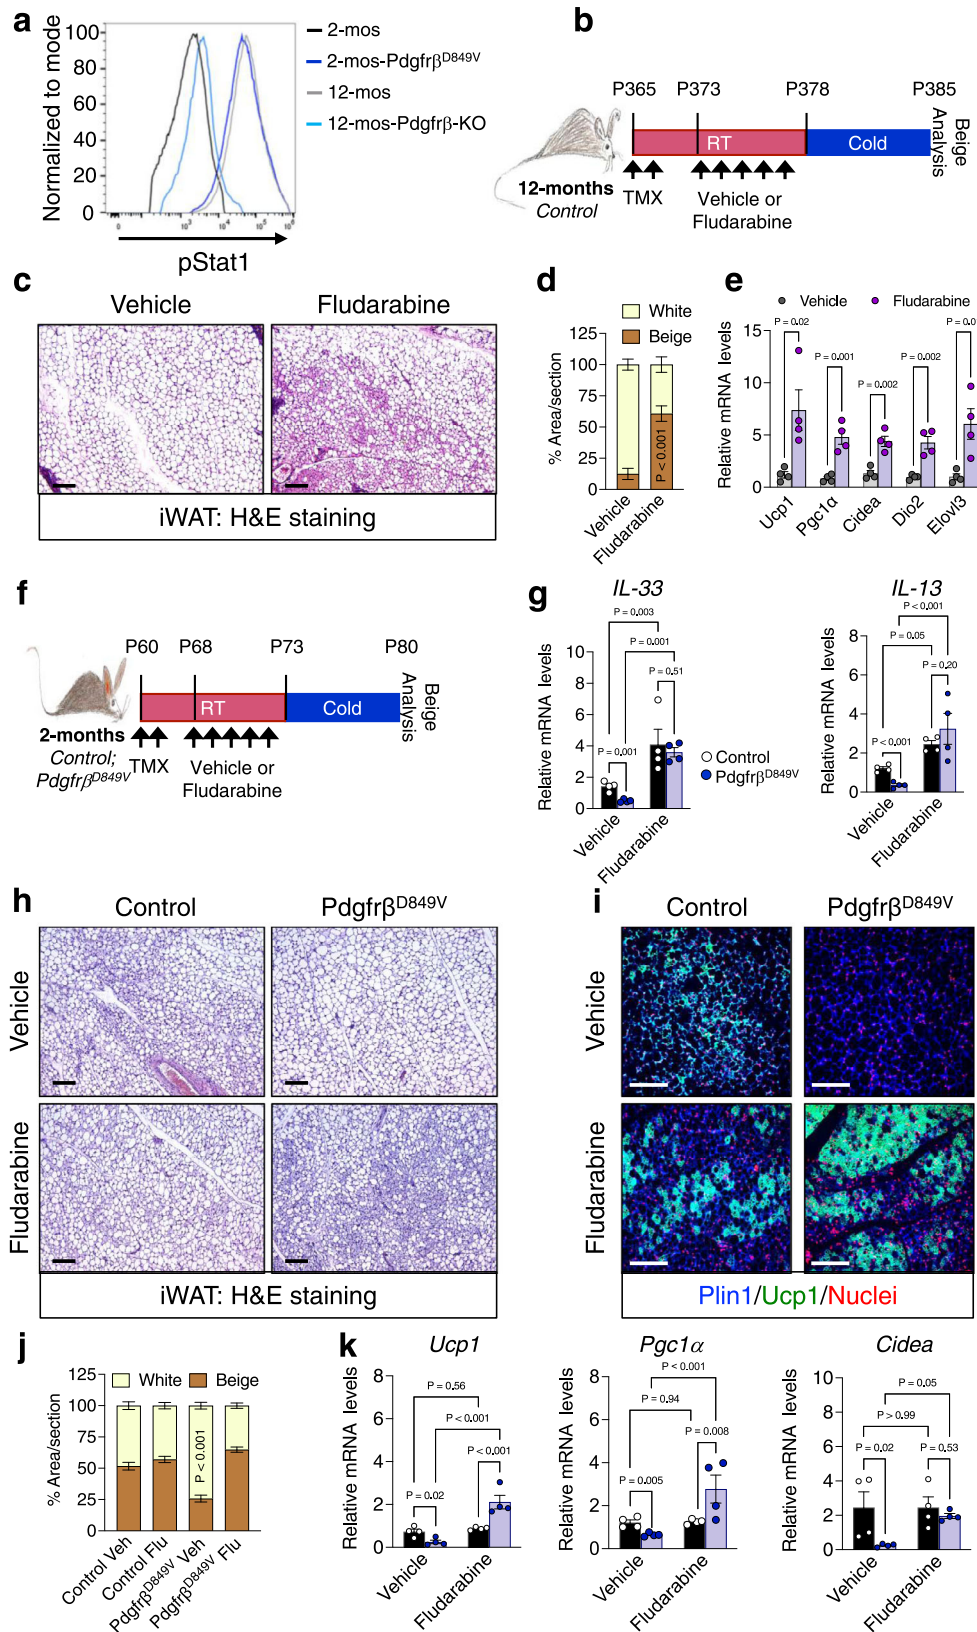 a
Normalized to mode
100
80
60
40
20
0
0
10³
10⁴
10⁵
10⁶
pStat1
2-mos
2-mos-Pdgfrβᴰ⁸⁴⁹ⱽ
12-mos
12-mos-Pdgfrβ-KO
b
P365
P373
P378
P385
RT
Cold
Beige
Analysis
12-months
Control
TMX
Vehicle or
Fludarabine
c
Vehicle
Fludarabine
iWAT: H&E staining
d
White
Beige
% Area/section
125
100
75
50
25
0
P < 0.001
Vehicle
Fludarabine
e
Vehicle
Fludarabine
Relative mRNA levels
15
10
5
0
P = 0.02
P = 0.001
P = 0.002
P = 0.002
Ucp1
Pgc1α
Cidea
Dio2
Elovl3
f
P60
P68
P73
P80
RT
Cold
Beige
Analysis
2-months
Control;
Pdgfrβᴰ⁸⁴⁹ⱽ
TMX
Vehicle or
Fludarabine
g
IL-33
Relative mRNA levels
10
8
6
4
2
0
P = 0.003
P = 0.001
P = 0.51
P = 0.001
Vehicle
Fludarabine
Control
Pdgfrβᴰ⁸⁴⁹ⱽ
IL-13
Relative mRNA levels
8
6
4
2
0
P < 0.001
P = 0.05
P = 0.20
P < 0.001
Vehicle
Fludarabine
h
Control
Pdgfrβᴰ⁸⁴⁹ⱽ
Vehicle
Fludarabine
iWAT: H&E staining
i
Control
Pdgfrβᴰ⁸⁴⁹ⱽ
Vehicle
Fludarabine
Plin1/Ucp1/Nuclei
j
White
Beige
% Area/section
125
100
75
50
25
0
P < 0.001
Control Veh
Control Flu
Pdgfrβᴰ⁸⁴⁹ⱽ Veh
Pdgfrβᴰ⁸⁴⁹ⱽ Flu
k
Ucp1
Relative mRNA levels
8
6
4
2
0
P = 0.56
P < 0.001
P < 0.001
P = 0.02
Vehicle
Fludarabine
Pgc1α
Relative mRNA levels
8
6
4
2
0
P < 0.001
P = 0.94
P = 0.008
P = 0.005
Vehicle
Fludarabine
Cidea
Relative mRNA levels
10
8
6
4
2
0
P = 0.05
P > 0.99
P = 0.02
P = 0.53
Vehicle
Fludarabine